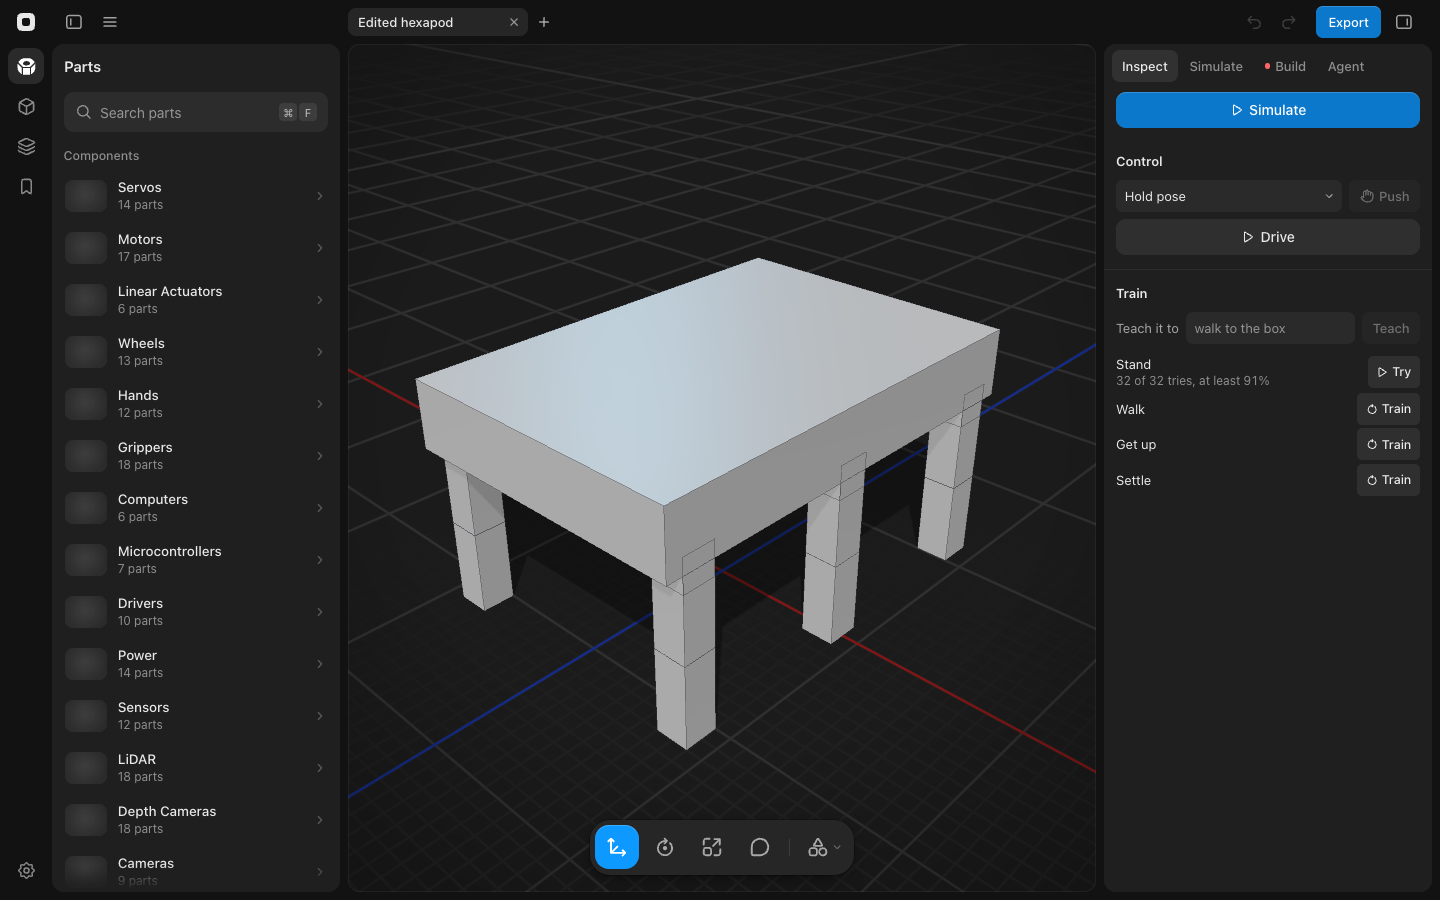 Edited hexapod
Export
Parts
Search parts
⌘ F
Components
Servos
14 parts
Motors
17 parts
Linear Actuators
6 parts
Wheels
13 parts
Hands
12 parts
Grippers
18 parts
Computers
6 parts
Microcontrollers
7 parts
Drivers
10 parts
Power
14 parts
Sensors
12 parts
LiDAR
18 parts
Depth Cameras
18 parts
Cameras
9 parts
Inspect Simulate Build Agent
Simulate
Control
Hold pose Push
Drive
Train
Teach it to walk to the box Teach
Stand
32 of 32 tries, at least 91%
Try
Walk Train
Get up Train
Settle Train